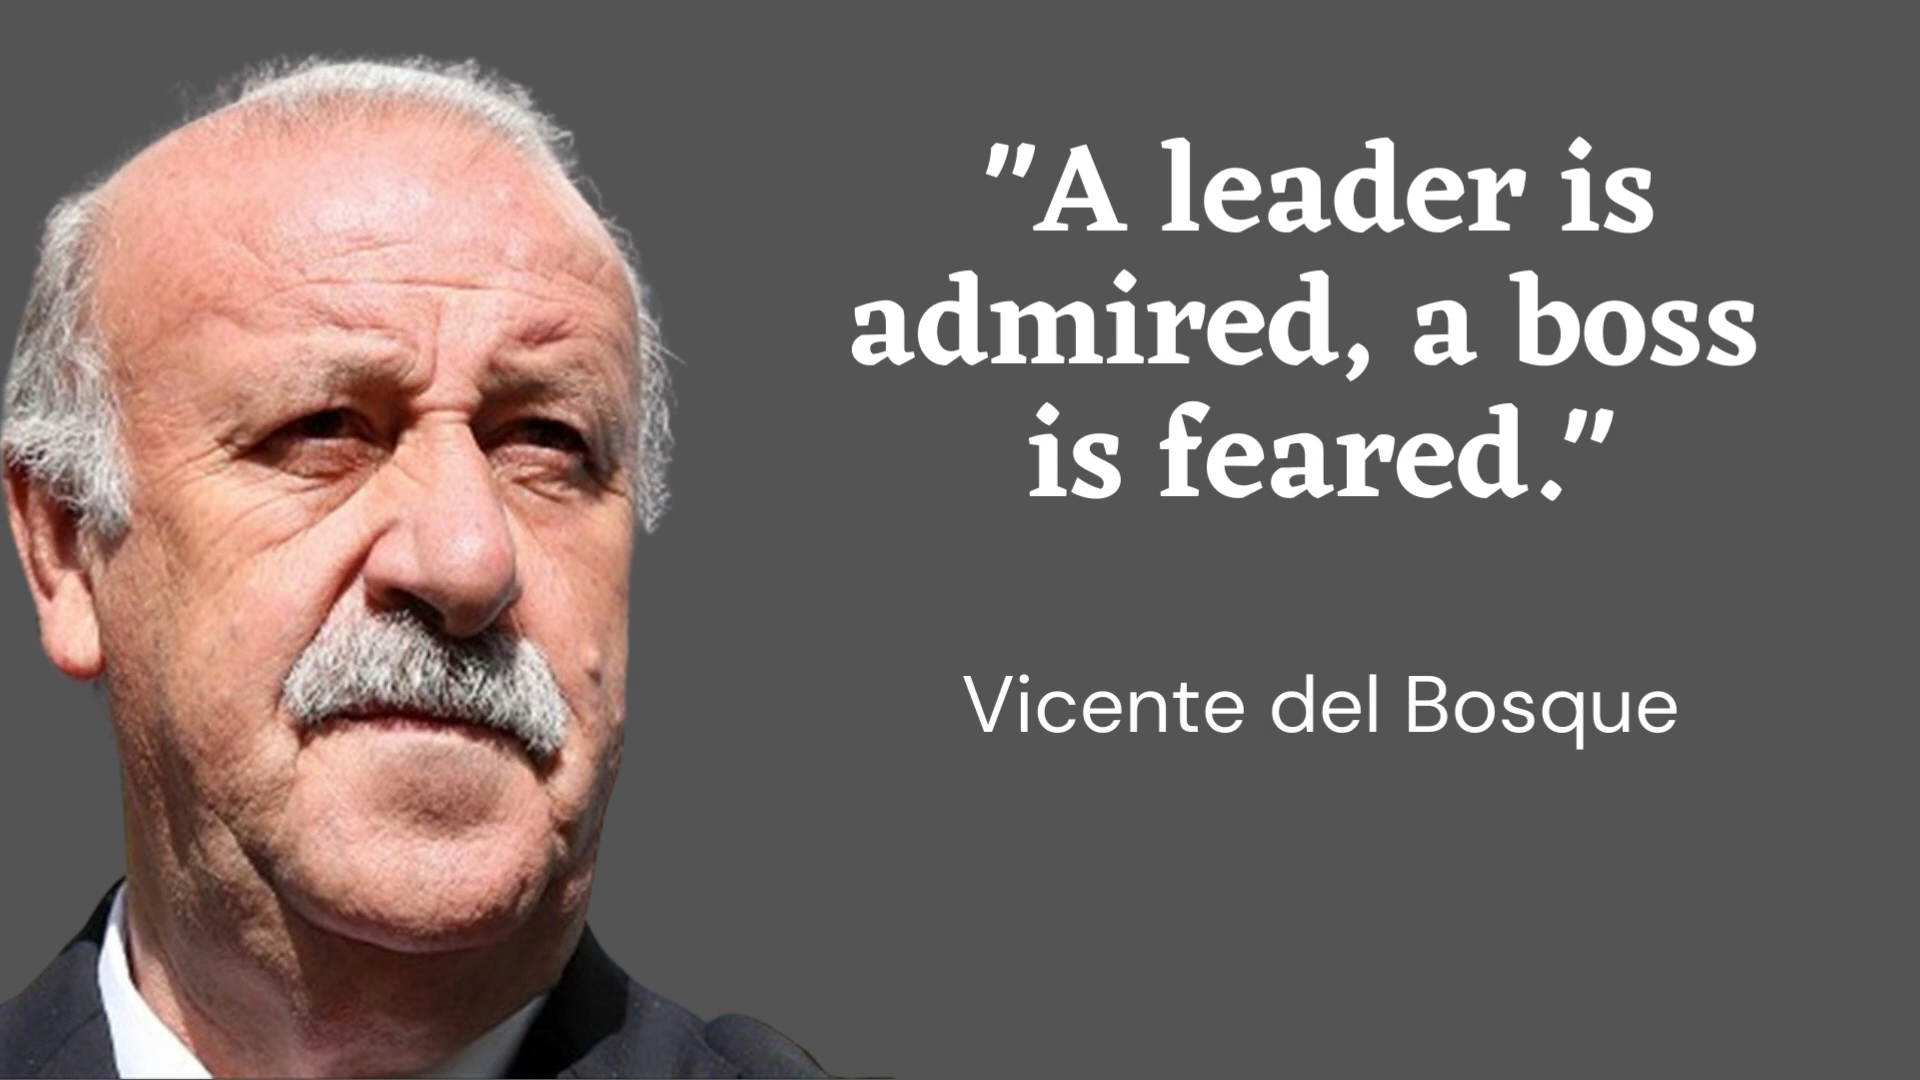 "A leader is
admired, a boss
is feared."
Vicente del Bosque